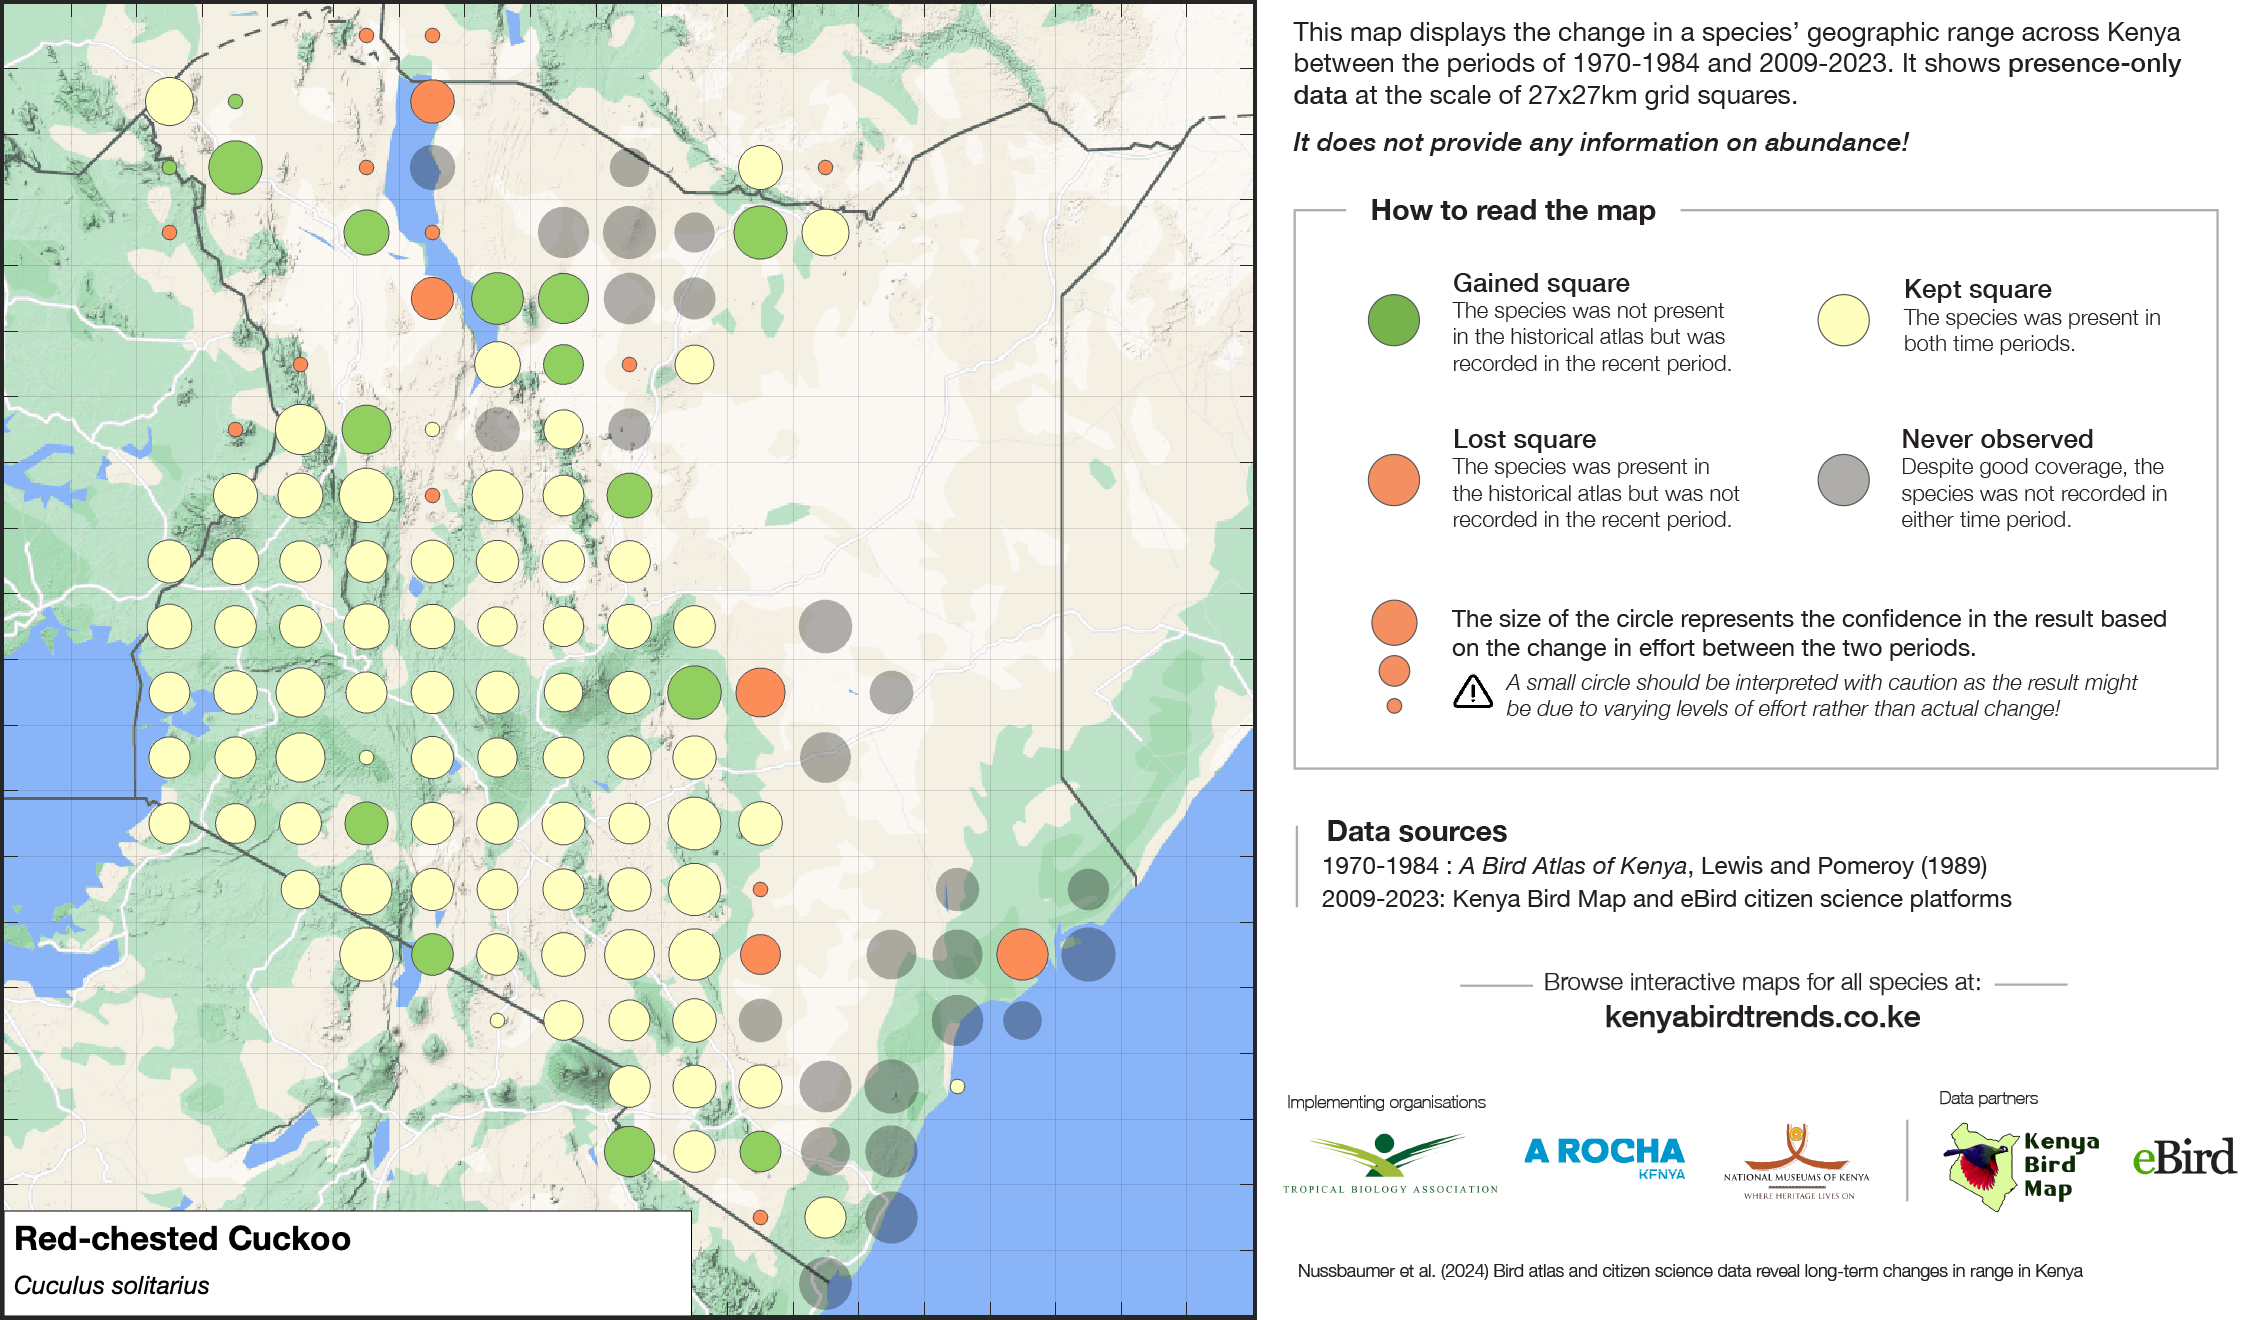 This map displays the change in a species' geographic range across Kenya
between the periods of 1970-1984 and 2009-2023. It shows presence-only
data at the scale of 27x27km grid squares.
It does not provide any information on abundance!
How to read the map
Gained square
The species was not present
in the historical atlas but was
recorded in the recent period.
Kept square
The species was present in
both time periods.
Lost square
The species was present in
the historical atlas but was not
recorded in the recent period.
Never observed
Despite good coverage, the
species was not recorded in
either time period.
The size of the circle represents the confidence in the result based
on the change in effort between the two periods.
A small circle should be interpreted with caution as the result might
be due to varying levels of effort rather than actual change!
Data sources
1970-1984 : A Bird Atlas of Kenya, Lewis and Pomeroy (1989)
2009-2023: Kenya Bird Map and eBird citizen science platforms
Browse interactive maps for all species at:
kenyabirdtrends.co.ke
Implementing organisations
Data partners
TROPICAL BIOLOGY ASSOCIATION
A ROCHA
KENYA
NATIONAL MUSEUMS OF KENYA
WHERE HERITAGE LIVES ON
Kenya
Bird
Map
eBird
Red-chested Cuckoo
Cuculus solitarius
Nussbaumer et al. (2024) Bird atlas and citizen science data reveal long-term changes in range in Kenya